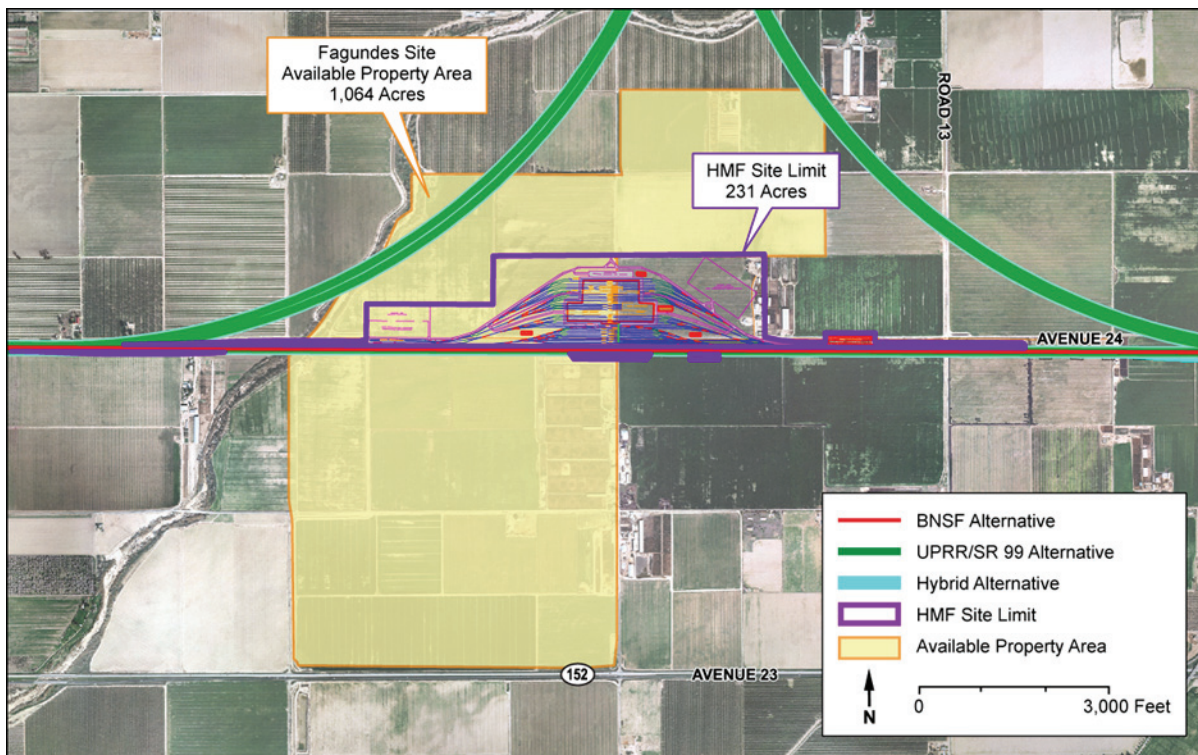 Fagundes Site
Available Property Area
1,064 Acres
ROAD 13
HMF Site Limit
231 Acres
AVENUE 24
BNSF Alternative
UPRR/SR 99 Alternative
Hybrid Alternative
HMF Site Limit
Available Property Area
152
AVENUE 23
N
0
3,000 Feet